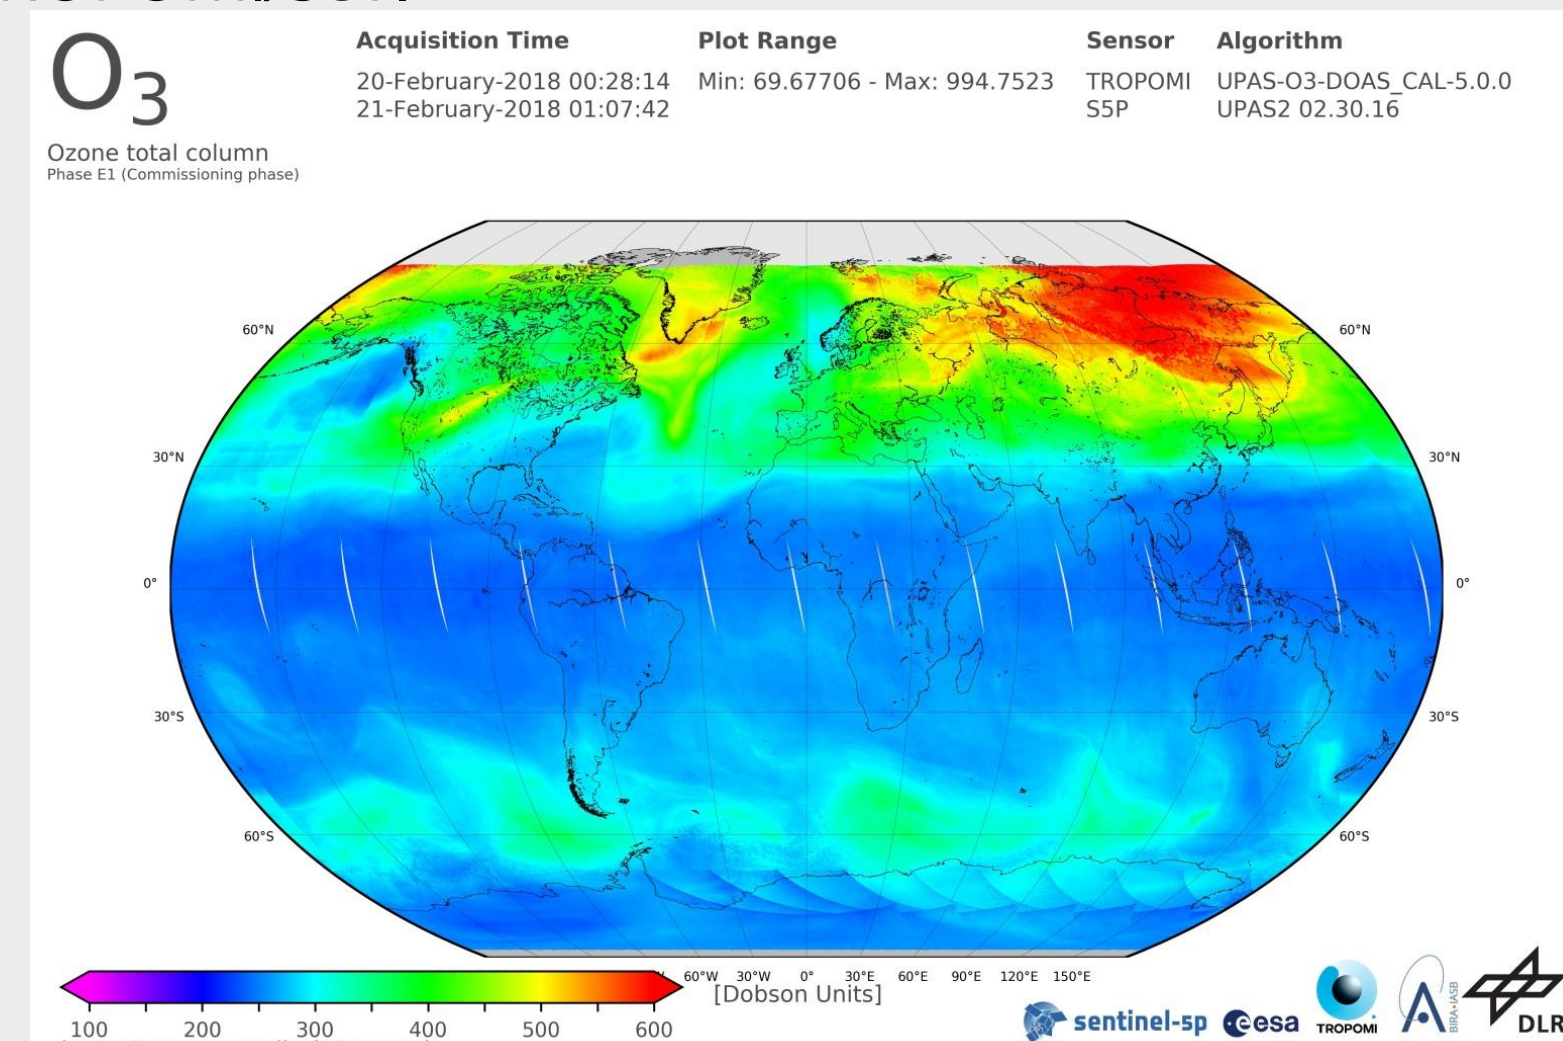 O3
Ozone total column
Phase E1 (Commissioning phase)
Acquisition Time
20-February-2018 00:28:14
21-February-2018 01:07:42
Plot Range
Min: 69.67706 - Max: 994.7523
Sensor
TROPOMI
S5P
Algorithm
UPAS-O3-DOAS_CAL-5.0.0
UPAS2 02.30.16
60°N 60°N
30°N 30°N
0° 0°
30°S 30°S
60°S 60°S
60°W 30°W 0° 30°E 60°E 90°E 120°E 150°E
[Dobson Units]
100 200 300 400 500 600
sentinel-5p
esa
TROPOMI
BIRA-IASB
DLR